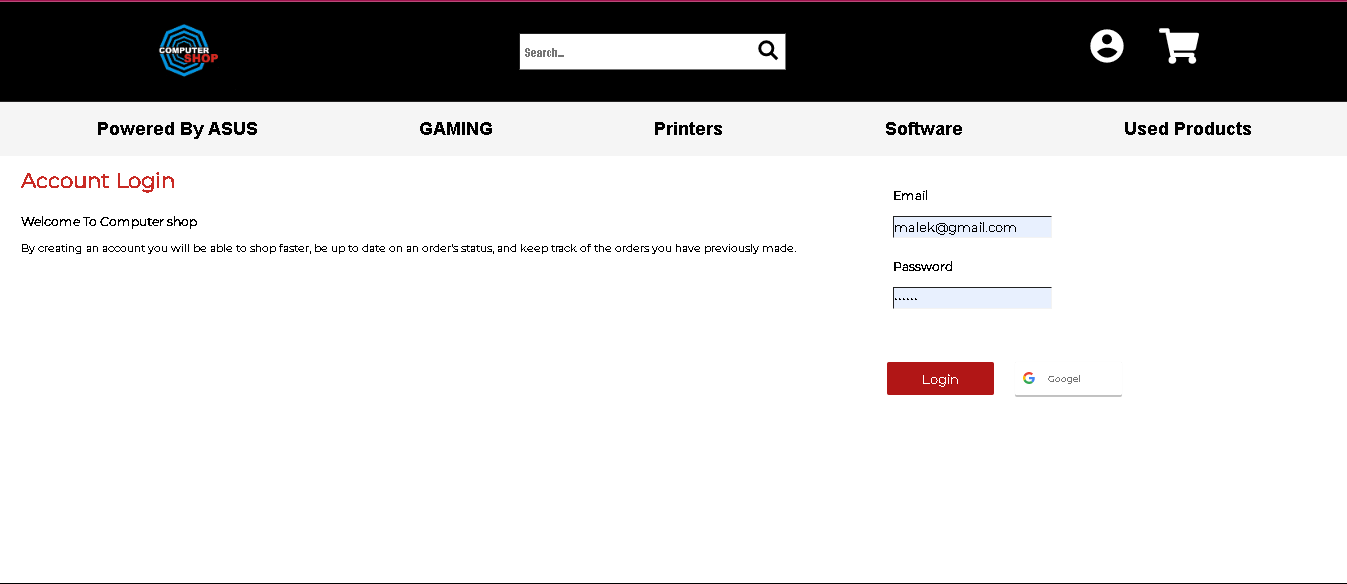 COMPUTER
SHOP
Search...
Powered By ASUS
GAMING
Printers
Software
Used Products
Account Login
Welcome To Computer shop
By creating an account you will be able to shop faster, be up to date on an order's status, and keep track of the orders you have previously made.
Email
malek@gmail.com
Password
······
Login
Googel